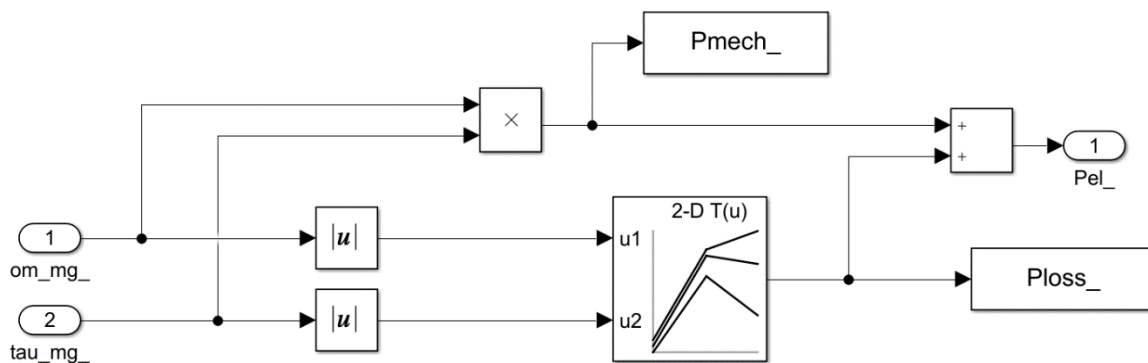 Pmech_
×
+
+
1
Pel_
2-D T(u)
1
|u|
u1
om_mg_
Ploss_
2
|u|
u2
tau_mg_